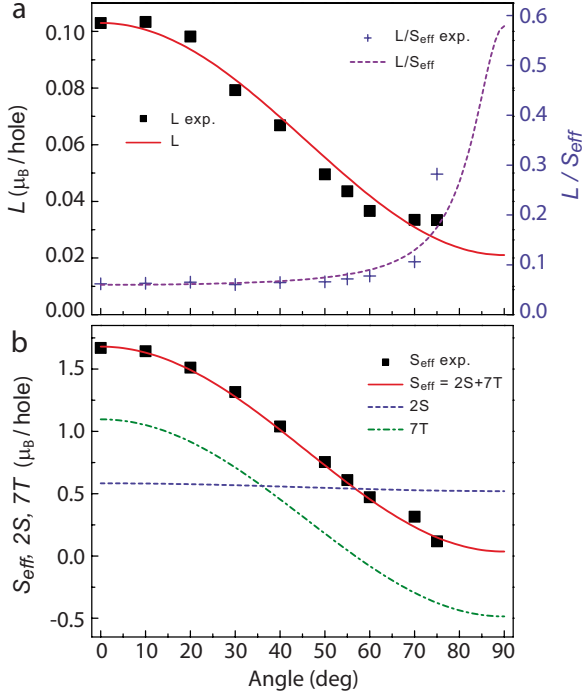 a
L (μB / hole)
0.10
0.08
0.06
0.04
0.02
0.00
L exp.
L
L/Seff exp.
L/Seff
0.6
0.5
0.4
0.3
0.2
0.1
0.0
L / Seff
b
Seff, 2S, 7T (μB / hole)
1.5
1.0
0.5
0.0
-0.5
Seff exp.
Seff = 2S+7T
2S
7T
0 10 20 30 40 50 60 70 80 90
Angle (deg)